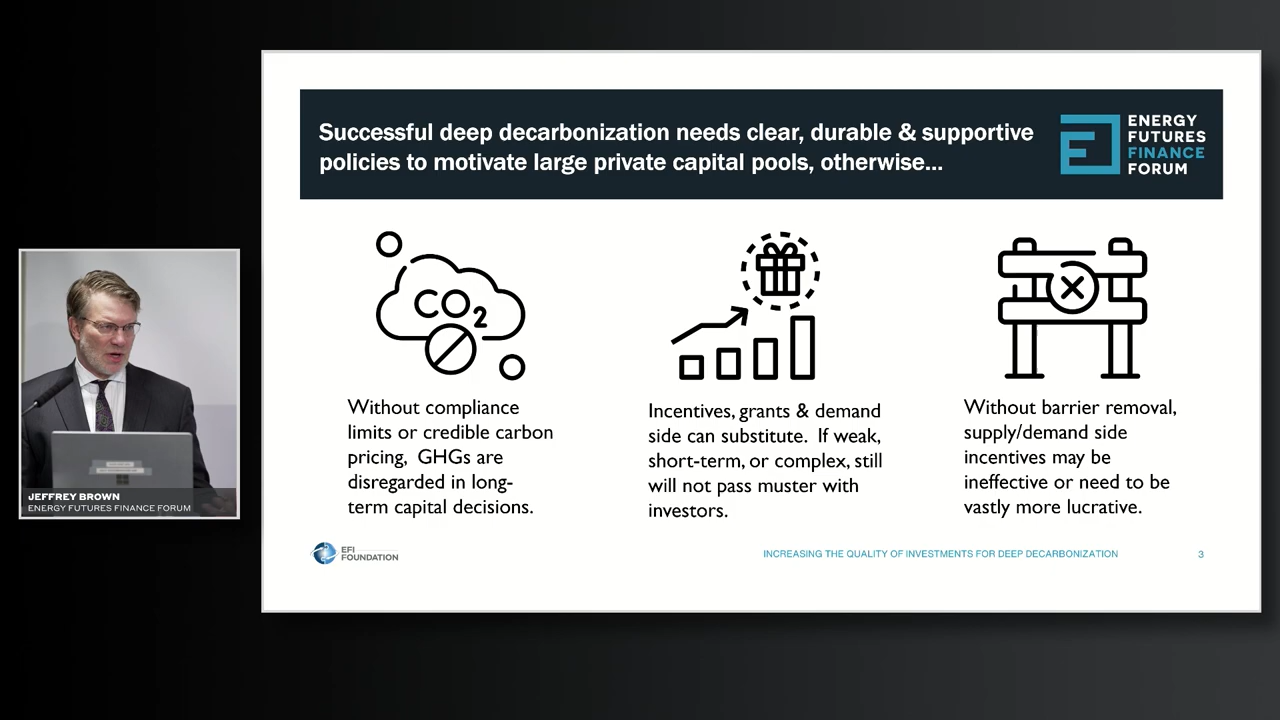 Successful deep decarbonization needs clear, durable & supportive
policies to motivate large private capital pools, otherwise...
ENERGY
FUTURES
FINANCE
FORUM
CO2
Without compliance
limits or credible carbon
pricing, GHGs are
disregarded in long-
term capital decisions.
Incentives, grants & demand
side can substitute. If weak,
short-term, or complex, still
will not pass muster with
investors.
Without barrier removal,
supply/demand side
incentives may be
ineffective or need to be
vastly more lucrative.
JEFFREY BROWN
ENERGY FUTURES FINANCE FORUM
EFI
FOUNDATION
INCREASING THE QUALITY OF INVESTMENTS FOR DEEP DECARBONIZATION
3